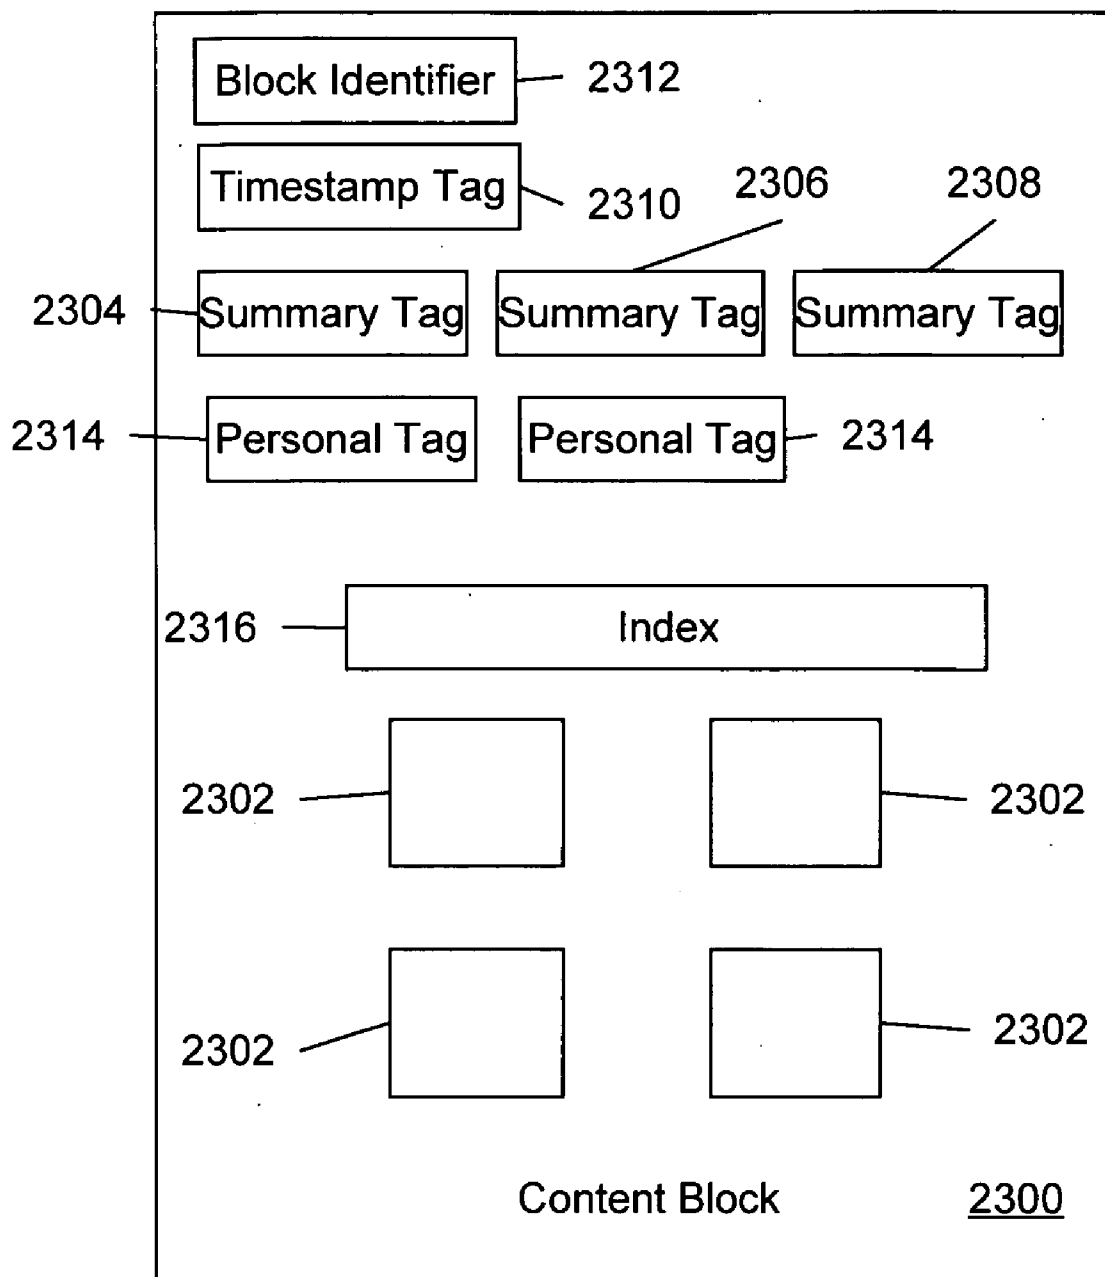 Block Identifier 2312
Timestamp Tag 2310 2306 2308
2304 Summary Tag Summary Tag Summary Tag
2314 Personal Tag Personal Tag 2314
2316 Index
2302 2302
2302 2302
Content Block 2300